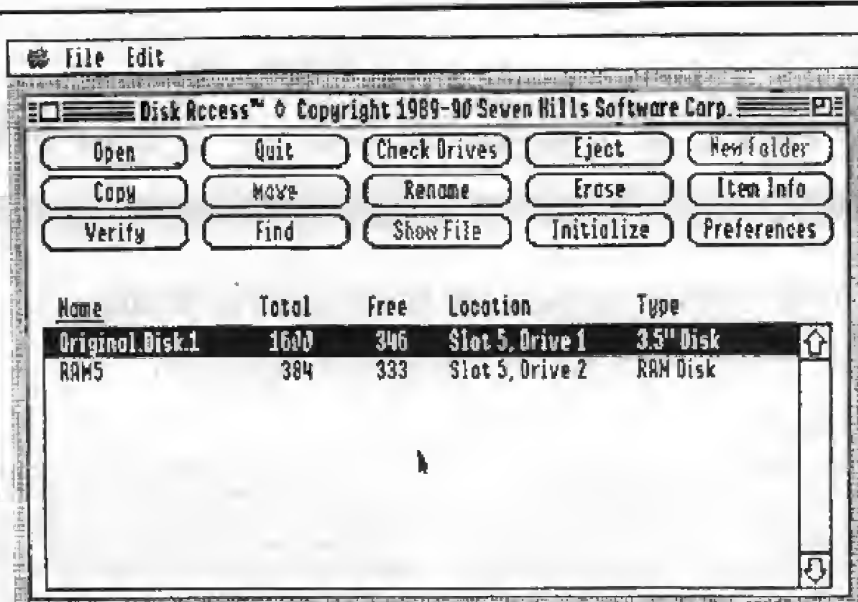 File Edit
Disk Access™ ◊ Copyright 1989-90 Seven Hills Software Corp.
Open Quit Check Drives Eject New Folder
Copy Move Rename Erase Item Info
Verify Find Show File Initialize Preferences
Name Total Free Location Type
Original.Disk.1 1600 346 Slot 5, Drive 1 3.5" Disk
RAM5 384 333 Slot 5, Drive 2 RAM Disk